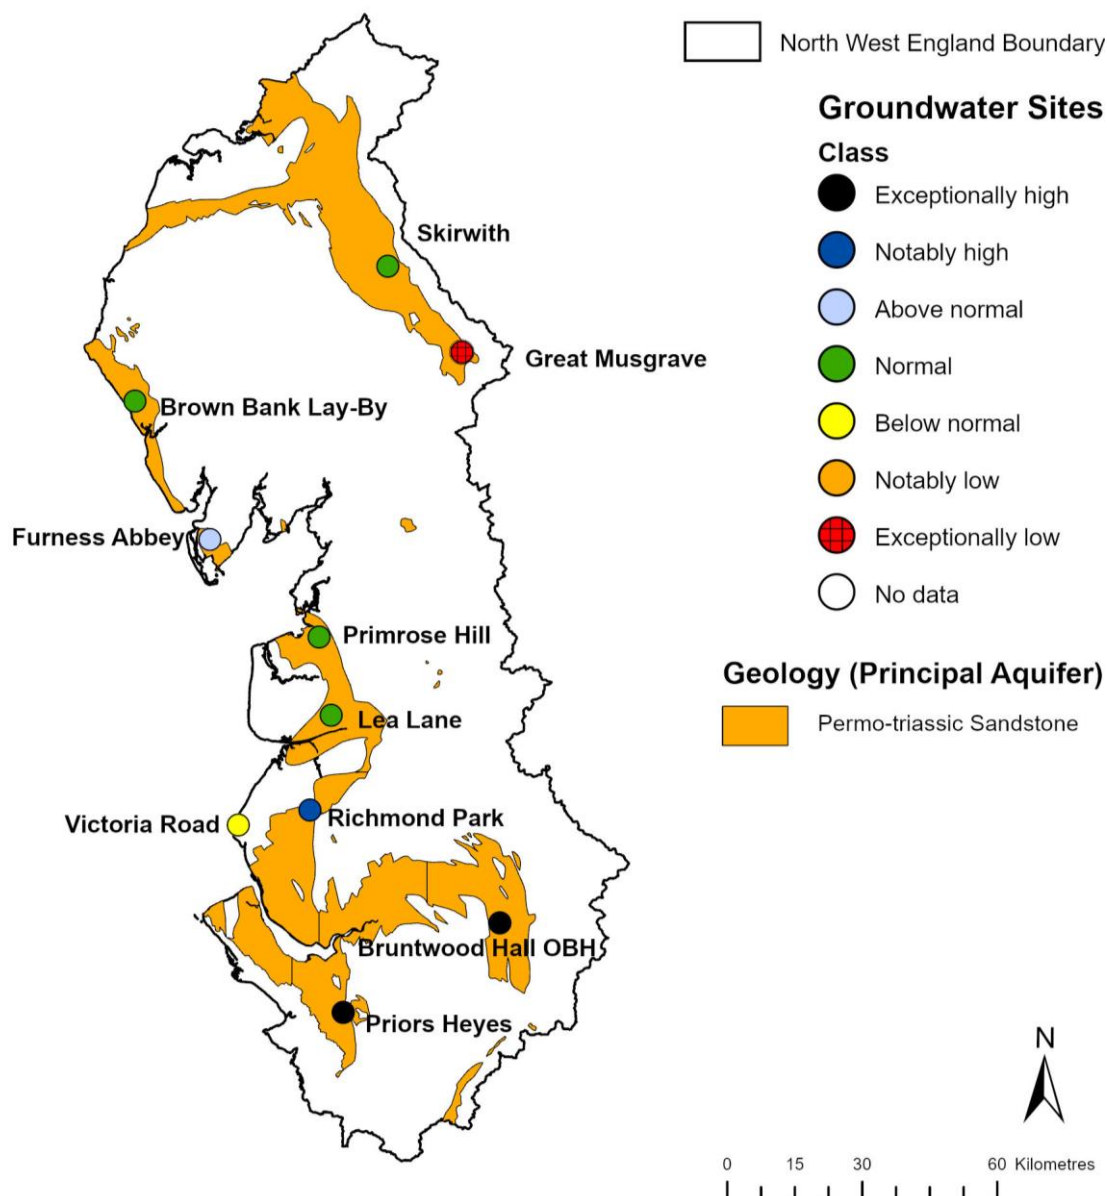 North West England Boundary
Groundwater Sites
Class
Exceptionally high
Notably high
Above normal
Normal
Below normal
Notably low
Exceptionally low
No data
Geology (Principal Aquifer)
Permo-triassic Sandstone
Skirwith
Great Musgrave
Brown Bank Lay-By
Furness Abbey
Primrose Hill
Lea Lane
Victoria Road
Richmond Park
Bruntwood Hall OBH
Priors Heyes
N
0 15 30 60 Kilometres